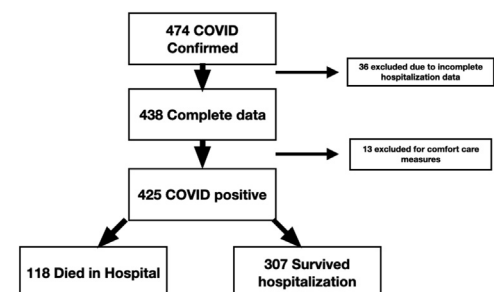 474 COVID
Confirmed
36 excluded due to incomplete
hospitalization data
438 Complete data
13 excluded for comfort care
measures
425 COVID positive
118 Died in Hospital
307 Survived
hospitalization